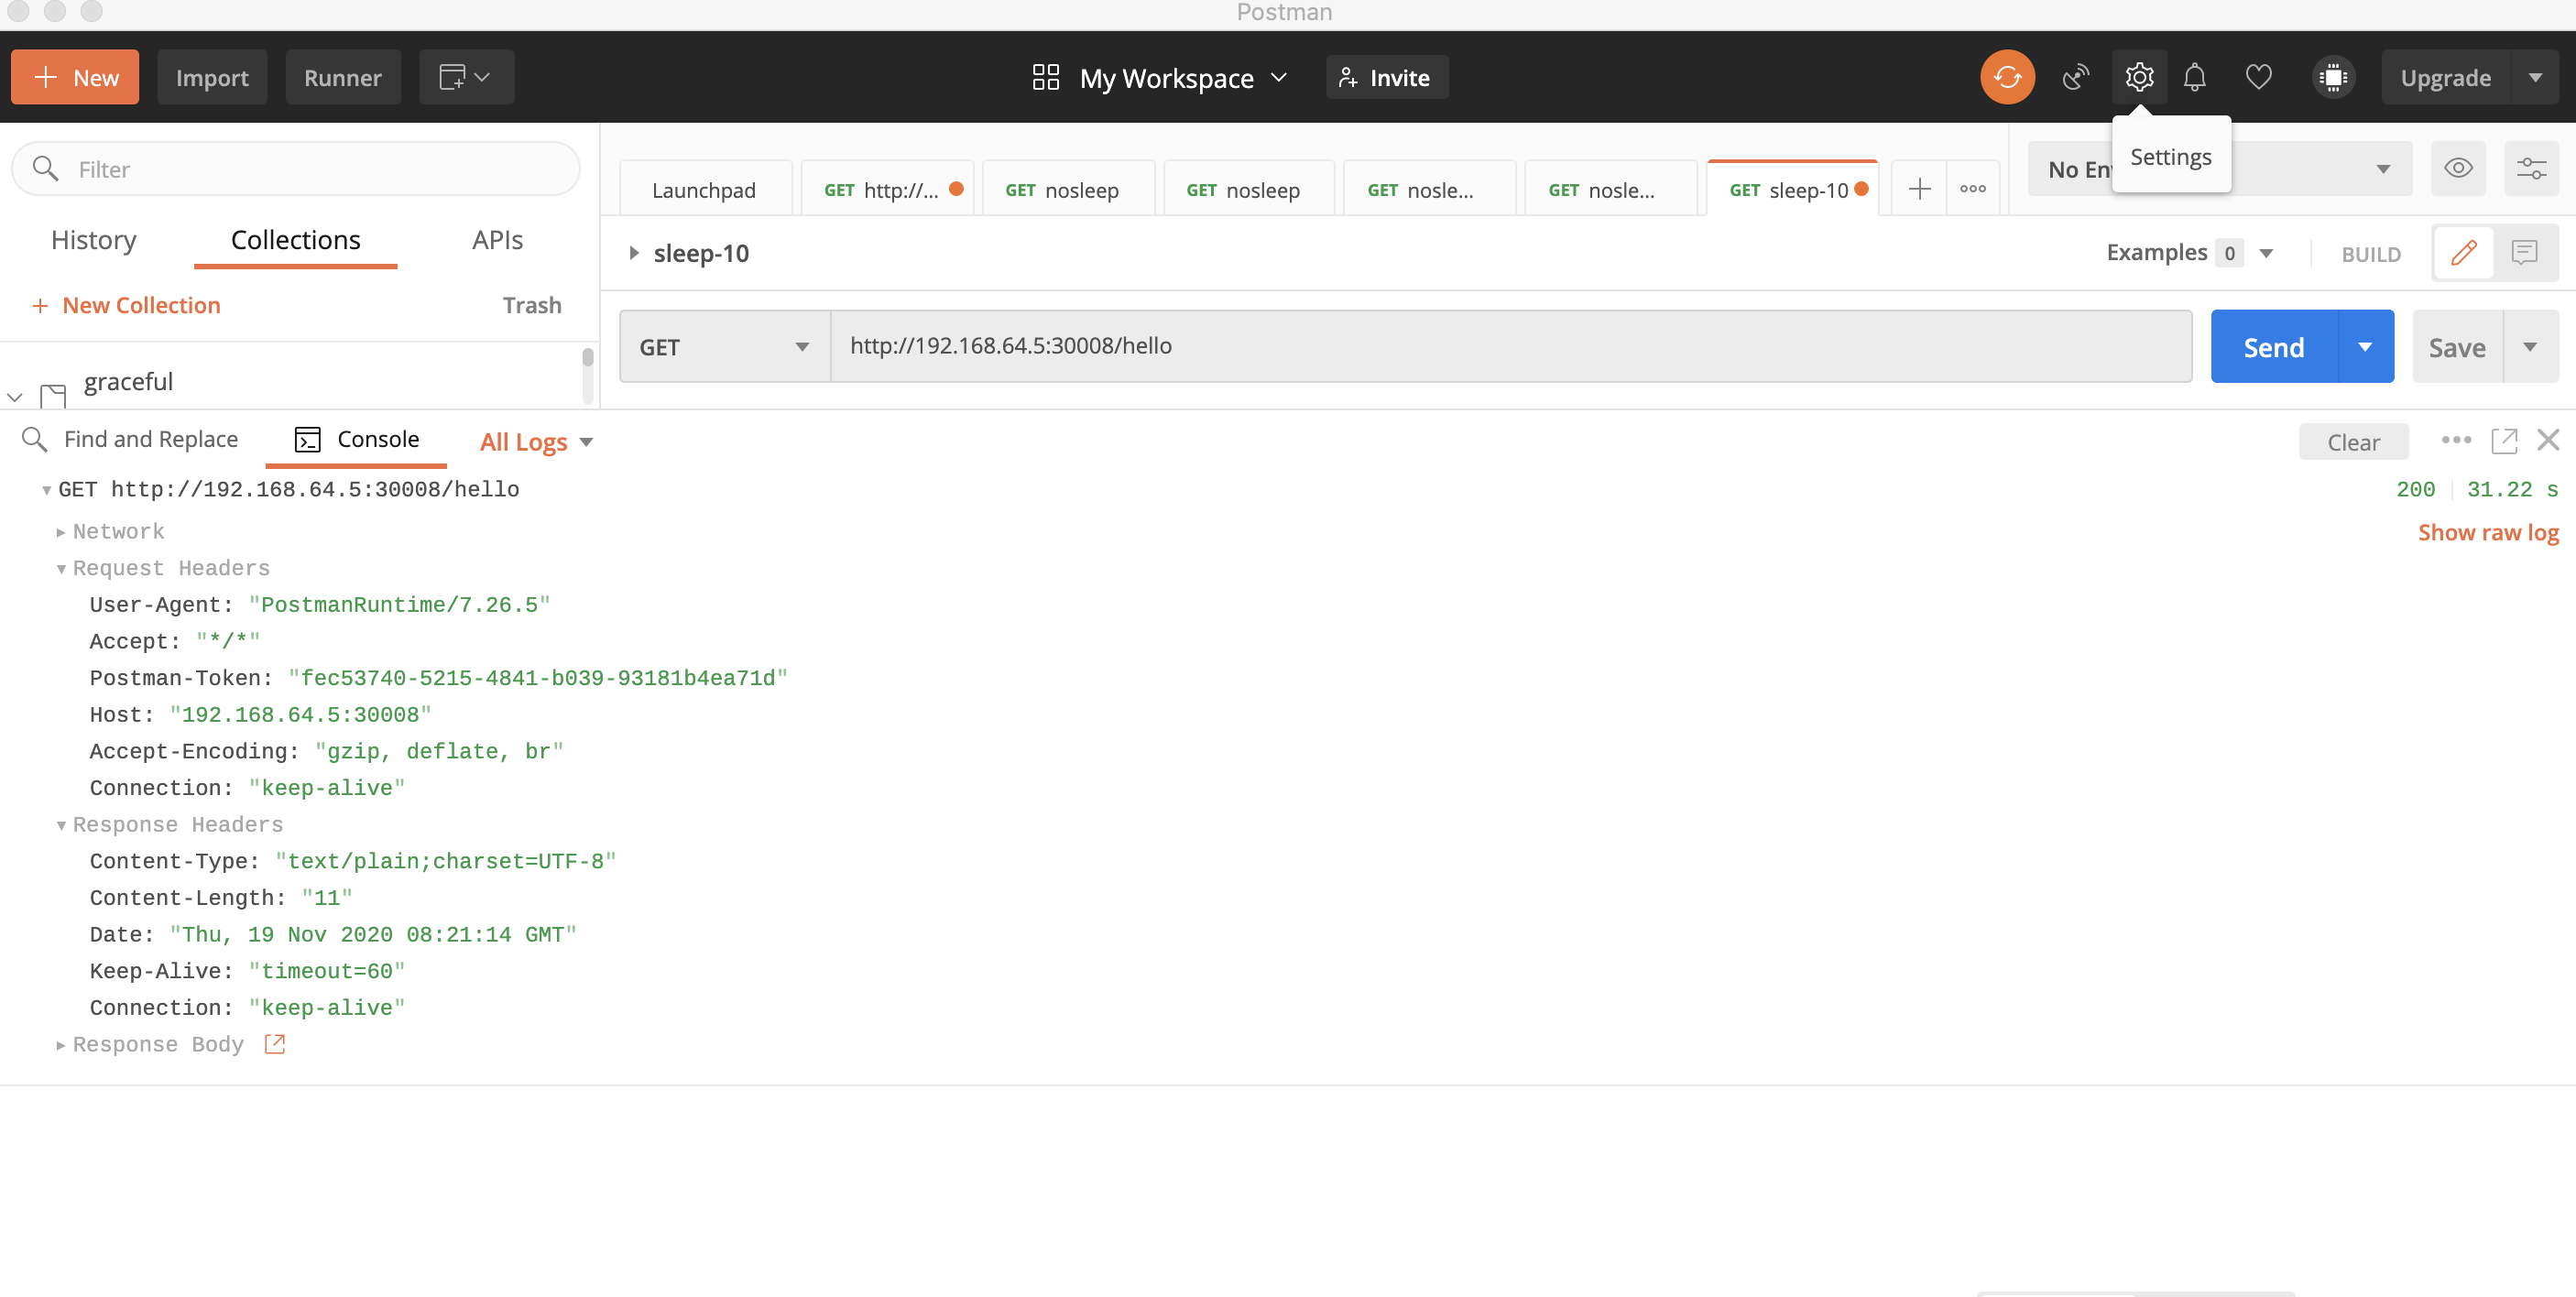 Postman
New Import Runner My Workspace Invite Upgrade
Settings
Filter
Launchpad GET http://... GET nosleep GET nosleep GET nosle... GET nosle... GET sleep-10 No
History Collections APIs
sleep-10 Examples 0 BUILD
+ New Collection Trash
GET http://192.168.64.5:30008/hello Send Save
graceful
Find and Replace Console All Logs Clear
GET http://192.168.64.5:30008/hello 200 31.22 s
Network Show raw log
Request Headers
User-Agent: "PostmanRuntime/7.26.5"
Accept: "*/*"
Postman-Token: "fec53740-5215-4841-b039-93181b4ea71d"
Host: "192.168.64.5:30008"
Accept-Encoding: "gzip, deflate, br"
Connection: "keep-alive"
Response Headers
Content-Type: "text/plain;charset=UTF-8"
Content-Length: "11"
Date: "Thu, 19 Nov 2020 08:21:14 GMT"
Keep-Alive: "timeout=60"
Connection: "keep-alive"
Response Body